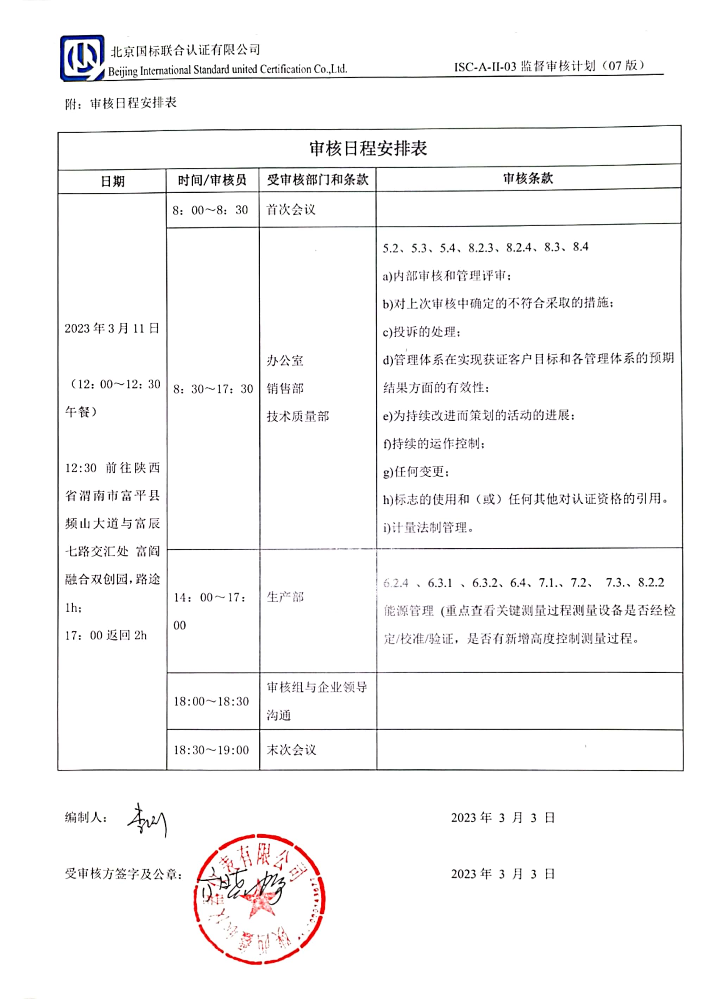 北京国标联合认证有限公司
Beijing International Standard united Certification Co.,Ltd.
ISC-A-II-03 监督审核计划（07 版）
附：审核日程安排表
审核日程安排表
日期 时间/审核员 受审核部门和条款 审核条款
8：00～8：30 首次会议
2023 年 3 月 11 日
（12：00～12：30
午餐）
12:30 前往陕西
省渭南市富平县
频山大道与富辰
七路交汇处 富阎
融合双创园，路途
1h；
17：00 返回 2h
8：30～17：30
办公室
销售部
技术质量部
5.2、5.3、5.4、8.2.3、8.2.4、8.3、8.4
a)内部审核和管理评审；
b)对上次审核中确定的不符合采取的措施；
c)投诉的处理；
d)管理体系在实现获证客户目标和各管理体系的预期
结果方面的有效性；
e)为持续改进而策划的活动的进展；
f)持续的运作控制；
g)任何变更；
h)标志的使用和（或）任何其他对认证资格的引用。
i)计量法制管理。
14：00～17：
00
生产部
6.2.4 、6.3.1 、6.3.2、6.4、7.1.、7.2、 7.3.、8.2.2
能源管理 (重点查看关键测量过程测量设备是否经检
定/校准/验证，是否有新增高度控制测量过程。
18:00～18:30
审核组与企业领导
沟通
18:30～19:00 末次会议
编制人：
2023 年 3 月 3 日
受审核方签字及公章：
2023 年 3 月 3 日
表有限公司